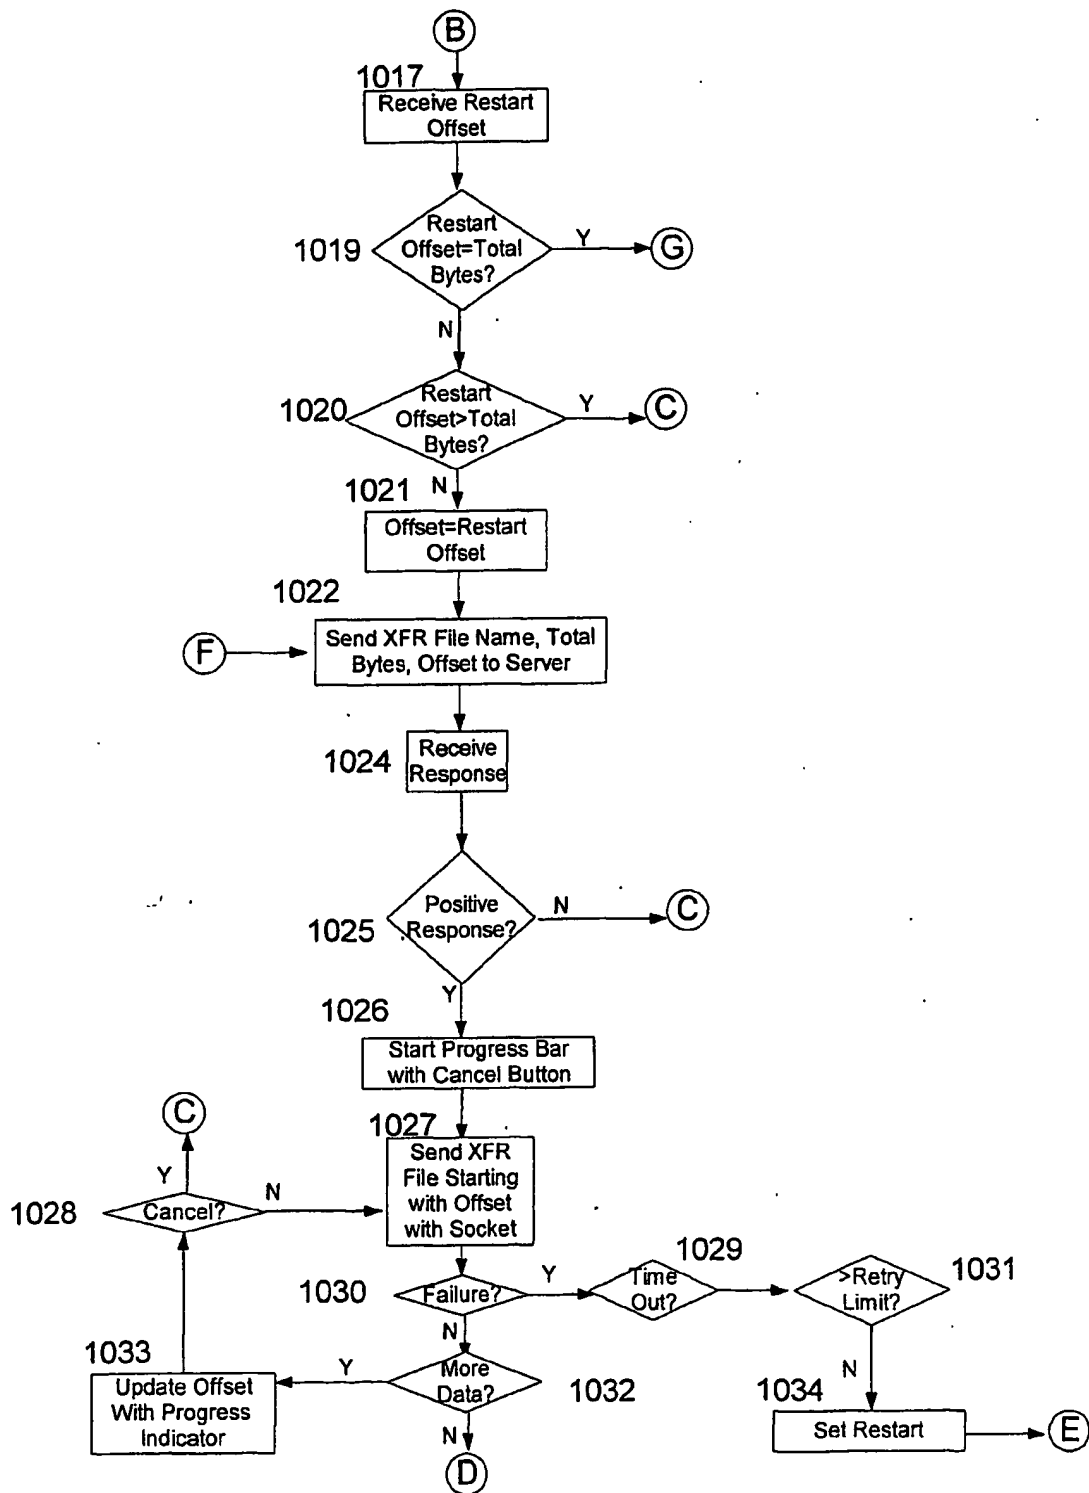 B
1017
Receive Restart
Offset
1019
Restart
Offset=Total
Bytes?
Y
G
N
1020
Restart
Offset>Total
Bytes?
Y
C
N
1021
Offset=Restart
Offset
1022
F
Send XFR File Name, Total
Bytes, Offset to Server
1024
Receive
Response
1025
Positive
Response?
N
C
Y
1026
Start Progress Bar
with Cancel Button
C
1027
Send XFR
File Starting
with Offset
with Socket
Y
1028
Cancel?
N
1029
1030
Failure?
Y
Time
Out?
>Retry
Limit?
1031
N
1033
Update Offset
With Progress
Indicator
Y
More
Data?
1032
N
D
N
1034
Set Restart
E